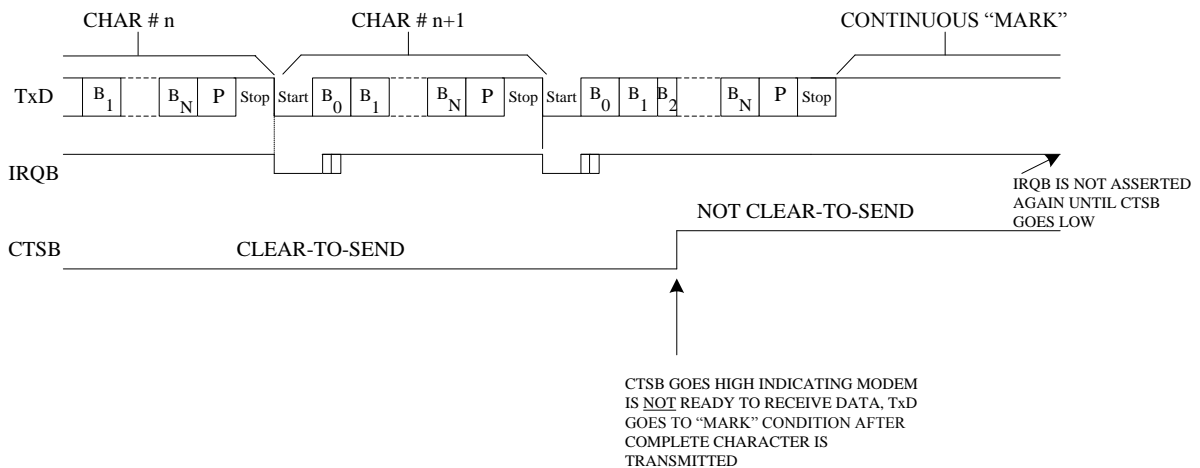 CHAR # n
CHAR # n+1
CONTINUOUS “MARK”
TxD
B1
BN
P
Stop
Start
B0
B1
BN
P
Stop
Start
B0
B1
B2
BN
P
Stop
IRQB
IRQB IS NOT ASSERTED
AGAIN UNTIL CTSB
GOES LOW
NOT CLEAR-TO-SEND
CTSB
CLEAR-TO-SEND
CTSB GOES HIGH INDICATING MODEM
IS NOT READY TO RECEIVE DATA, TxD
GOES TO “MARK” CONDITION AFTER
COMPLETE CHARACTER IS
TRANSMITTED